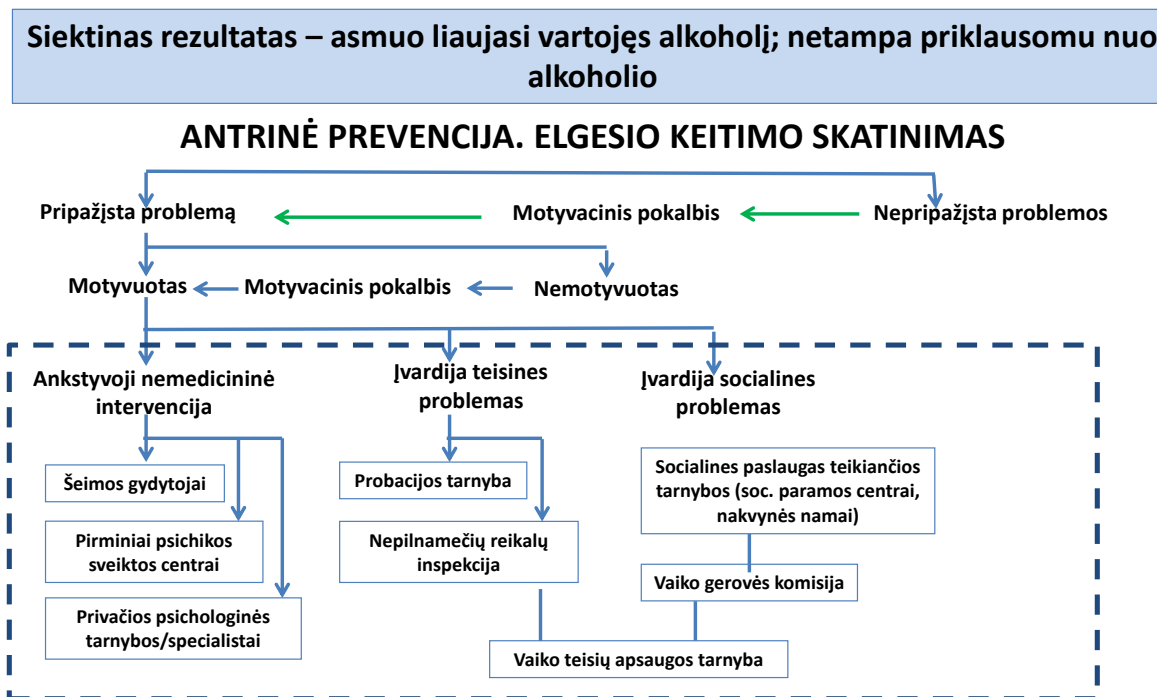 Siektinas rezultatas – asmuo liaujasi vartojęs alkoholį; netampa priklausomu nuo
alkoholio
ANTRINĖ PREVENCIJA. ELGESIO KEITIMO SKATINIMAS
Pripažįsta problemą
Motyvacinis pokalbis
Nepripažįsta problemos
Motyvuotas
Motyvacinis pokalbis
Nemotyvuotas
Ankstyvoji nemedicininė
intervencija
Įvardija teisines
problemas
Įvardija socialines
problemas
Šeimos gydytojai
Pirminiai psichikos
sveiktos centrai
Privačios psichologinės
tarnybos/specialistai
Probacijos tarnyba
Nepilnamečių reikalų
inspekcija
Socialines paslaugas teikiančios
tarnybos (soc. paramos centrai,
nakvynės namai)
Vaiko gerovės komisija
Vaiko teisių apsaugos tarnyba